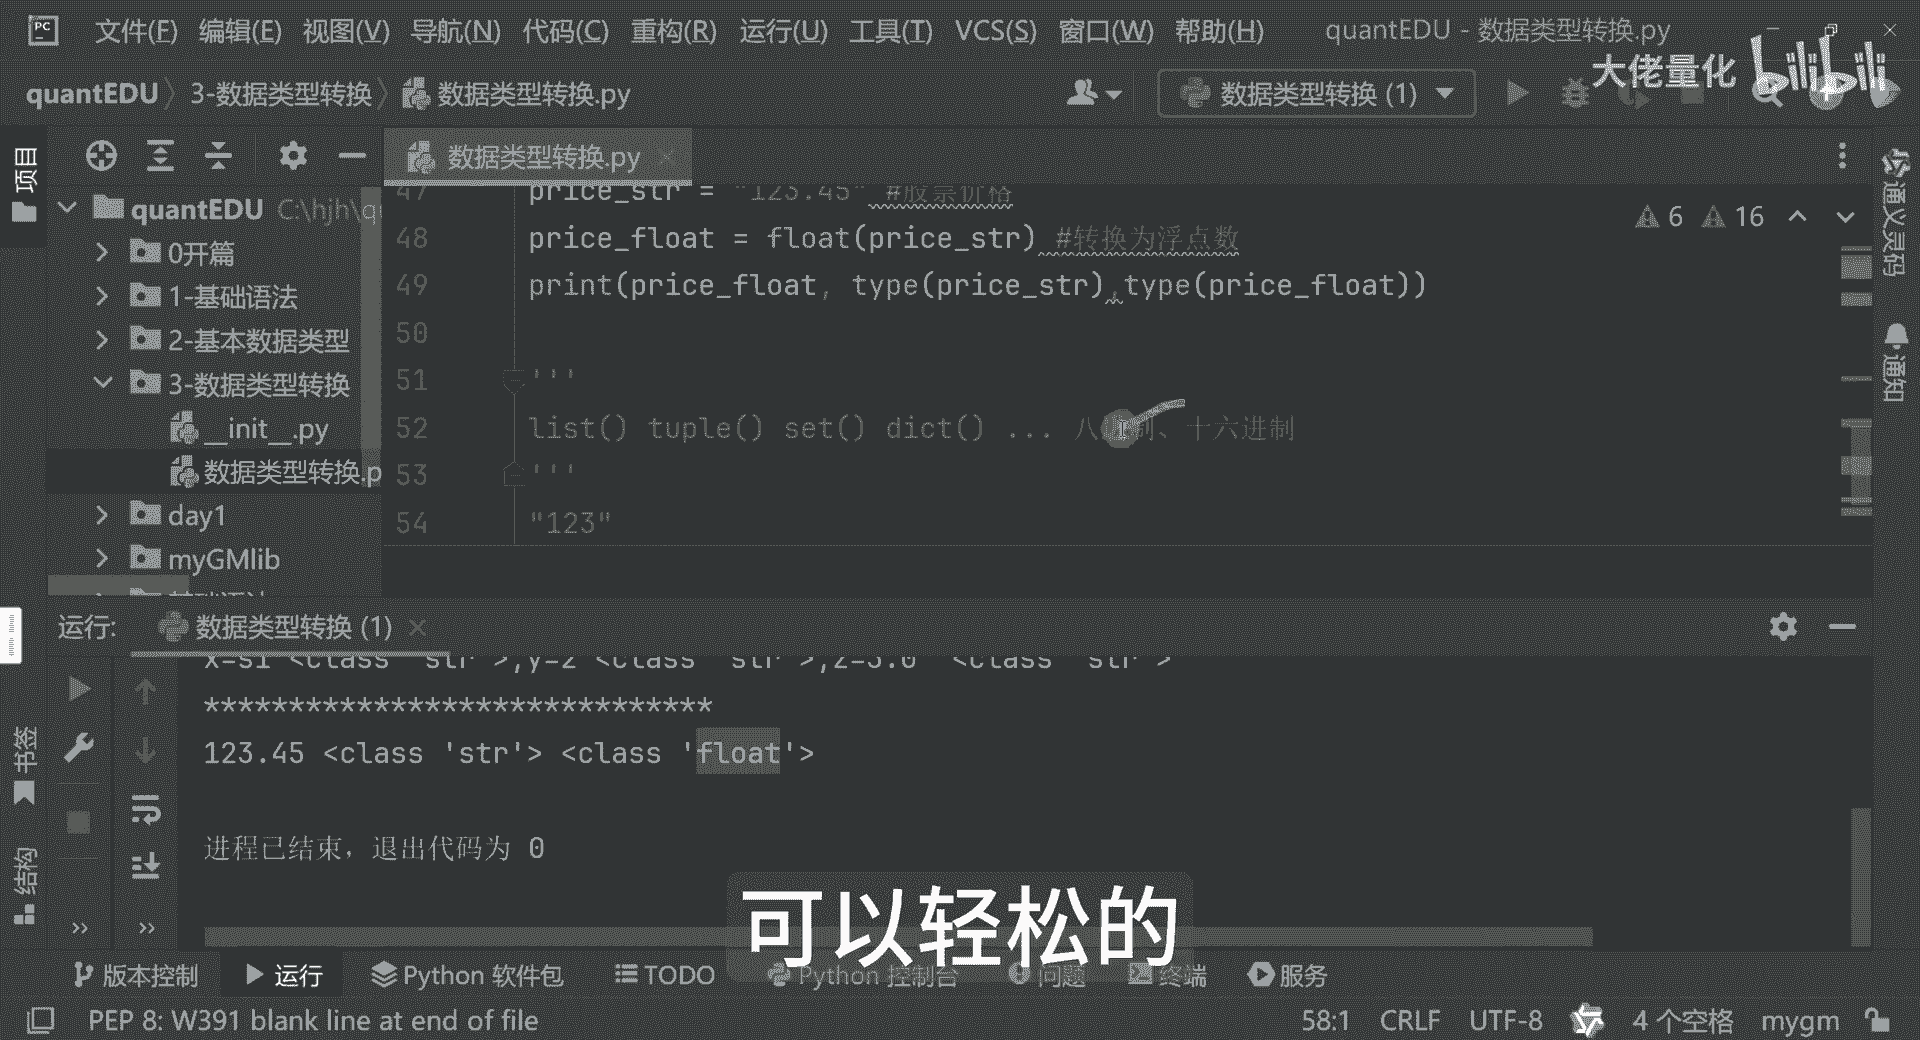 文件(F) 编辑(E) 视图(V) 导航(N) 代码(C) 重构(R) 运行(U) 工具(T) VCS(S) 窗口(W) 帮助(H) quantEDU - 数据类型转换.py
大佬量化 bilibili
quantEDU 3-数据类型转换 数据类型转换.py 数据类型转换 (1)
项目
数据类型转换.py
quantEDU C:\hjh\q
0开篇
1-基础语法
2-基本数据类型
3-数据类型转换
__init__.py
数据类型转换.p
day1
myGMlib
47 price_str = "123.45" #股票价格
48 price_float = float(price_str) #转换为浮点数
49 print(price_float, type(price_str),type(price_float))
50
51 '''
52 list() tuple() set() dict() ... 八进制、十六进制
53 '''
54 "123"
6 16
通义灵码
通知
运行: 数据类型转换 (1)
******************************
123.45 <class 'str'> <class 'float'>
进程已结束，退出代码为 0
书签
结构
可以轻松的
版本控制 运行 Python 软件包 TODO Python 控制台 问题 终端 服务
PEP 8: W391 blank line at end of file 58:1 CRLF UTF-8 4 个空格 mygm